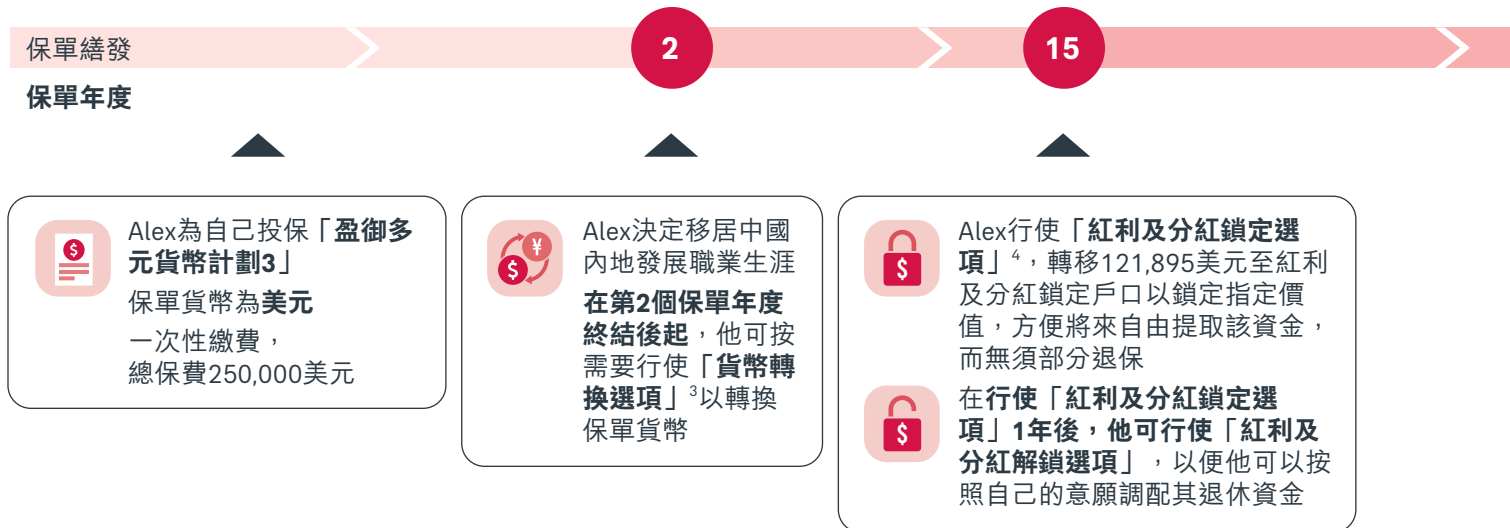 保單繕發
2
15
保單年度
$
Alex為自己投保「盈御多
元貨幣計劃3」
保單貨幣為美元
一次性繳費，
總保費250,000美元
¥
$
Alex決定移居中國
內地發展職業生涯
在第2個保單年度
終結後起，他可按
需要行使「貨幣轉
換選項」3以轉換
保單貨幣
$
Alex行使「紅利及分紅鎖定選
項」4，轉移121,895美元至紅利
及分紅鎖定戶口以鎖定指定價
值，方便將來自由提取該資金，
而無須部分退保
$
在行使「紅利及分紅鎖定選
項」1年後，他可行使「紅利及
分紅解鎖選項」，以便他可以按
照自己的意願調配其退休資金